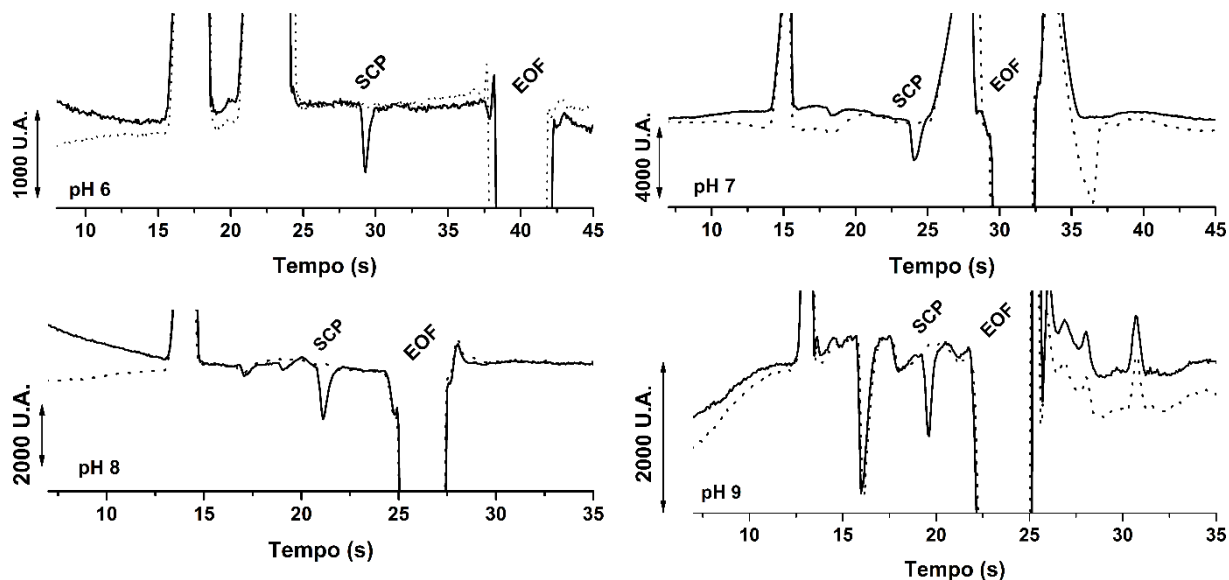 SCP
EOF
1000 U.A.
pH 6
10 15 20 25 30 35 40 45
Tempo (s)
SCP
EOF
4000 U.A.
pH 7
10 15 20 25 30 35 40 45
Tempo (s)
SCP
EOF
2000 U.A.
pH 8
10 15 20 25 30 35
Tempo (s)
SCP
EOF
2000 U.A.
pH 9
10 15 20 25 30 35
Tempo (s)